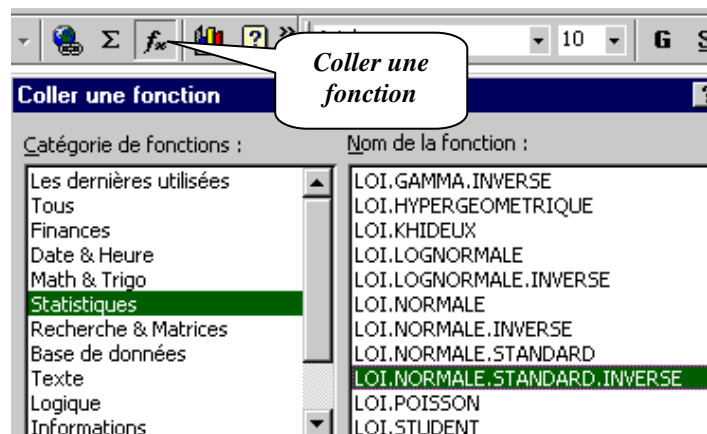 Σ fx ? »
10 G S
Coller une
fonction
Coller une fonction
?
Catégorie de fonctions :
Les dernières utilisées
Tous
Finances
Date & Heure
Math & Trigo
Statistiques
Recherche & Matrices
Base de données
Texte
Logique
Informations
Nom de la fonction :
LOI.GAMMA.INVERSE
LOI.HYPERGEOMETRIQUE
LOI.KHIDEUX
LOI.LOGNORMALE
LOI.LOGNORMALE.INVERSE
LOI.NORMALE
LOI.NORMALE.INVERSE
LOI.NORMALE.STANDARD
LOI.NORMALE.STANDARD.INVERSE
LOI.POISSON
LOI.STUDENT